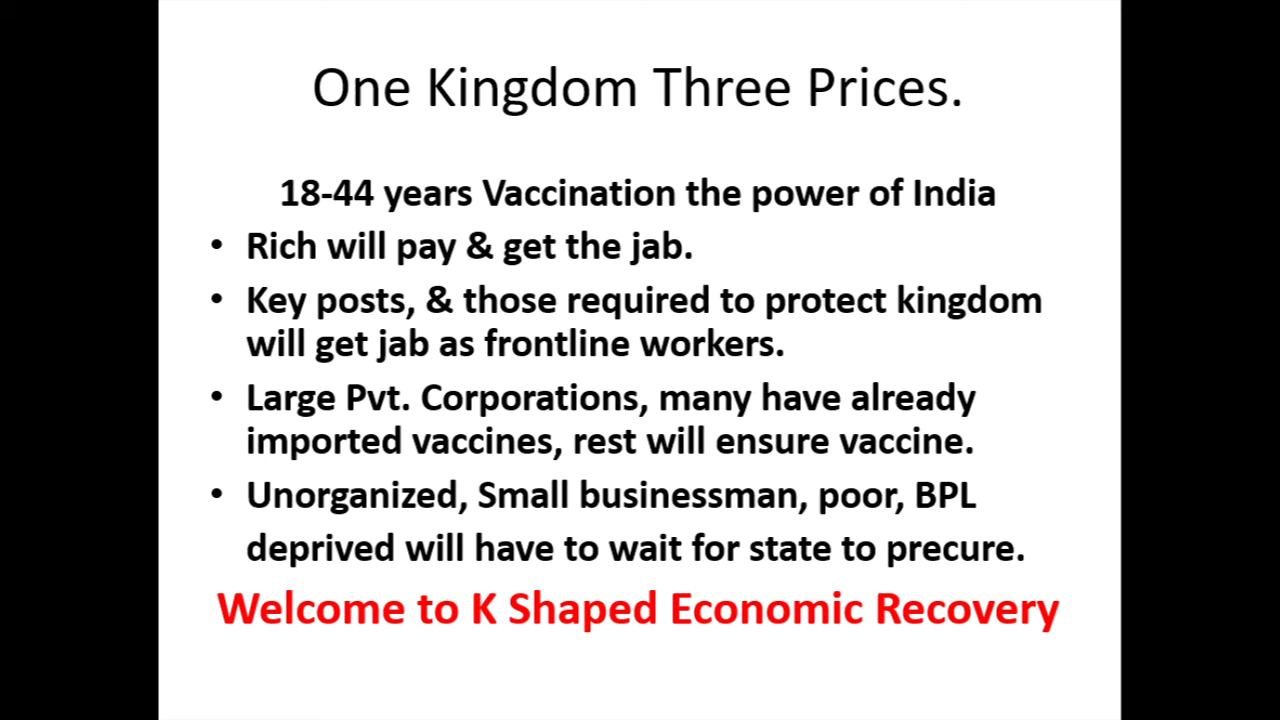 One Kingdom Three Prices.
18-44 years Vaccination the power of India
• Rich will pay & get the jab.
• Key posts, & those required to protect kingdom
will get jab as frontline workers.
• Large Pvt. Corporations, many have already
imported vaccines, rest will ensure vaccine.
• Unorganized, Small businessman, poor, BPL
deprived will have to wait for state to precure.
Welcome to K Shaped Economic Recovery